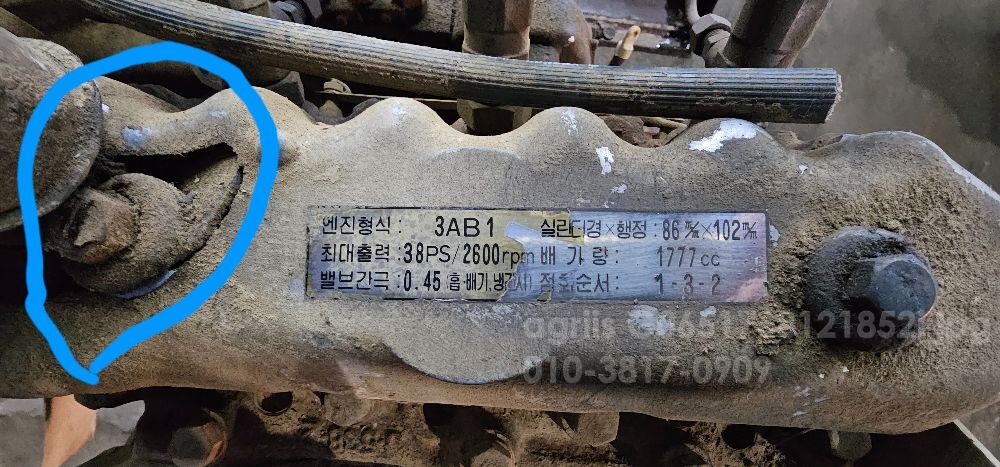 엔진형식 : 3AB1 실린더경×행정 : 86㎜×102㎜
최대출력 : 38PS/2600rpm 배 기 량 : 1777cc
밸브간극 : 0.45 (흡·배기, 냉간시) 점화순서 : 1-3-2
agriis
010-3817-0909